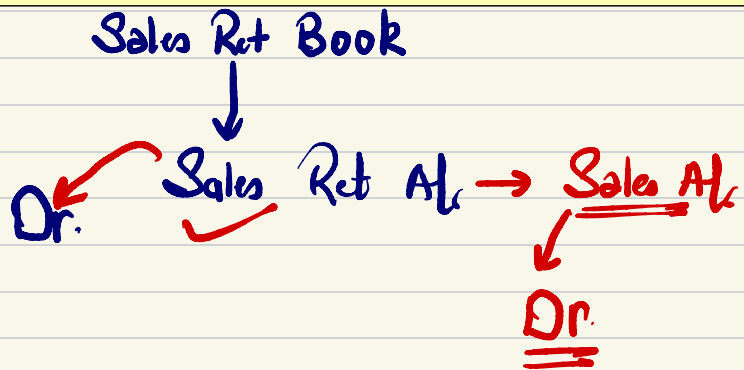 Sales Ret Book
Sales Ret A/c → Sales A/c
Dr.
Dr.